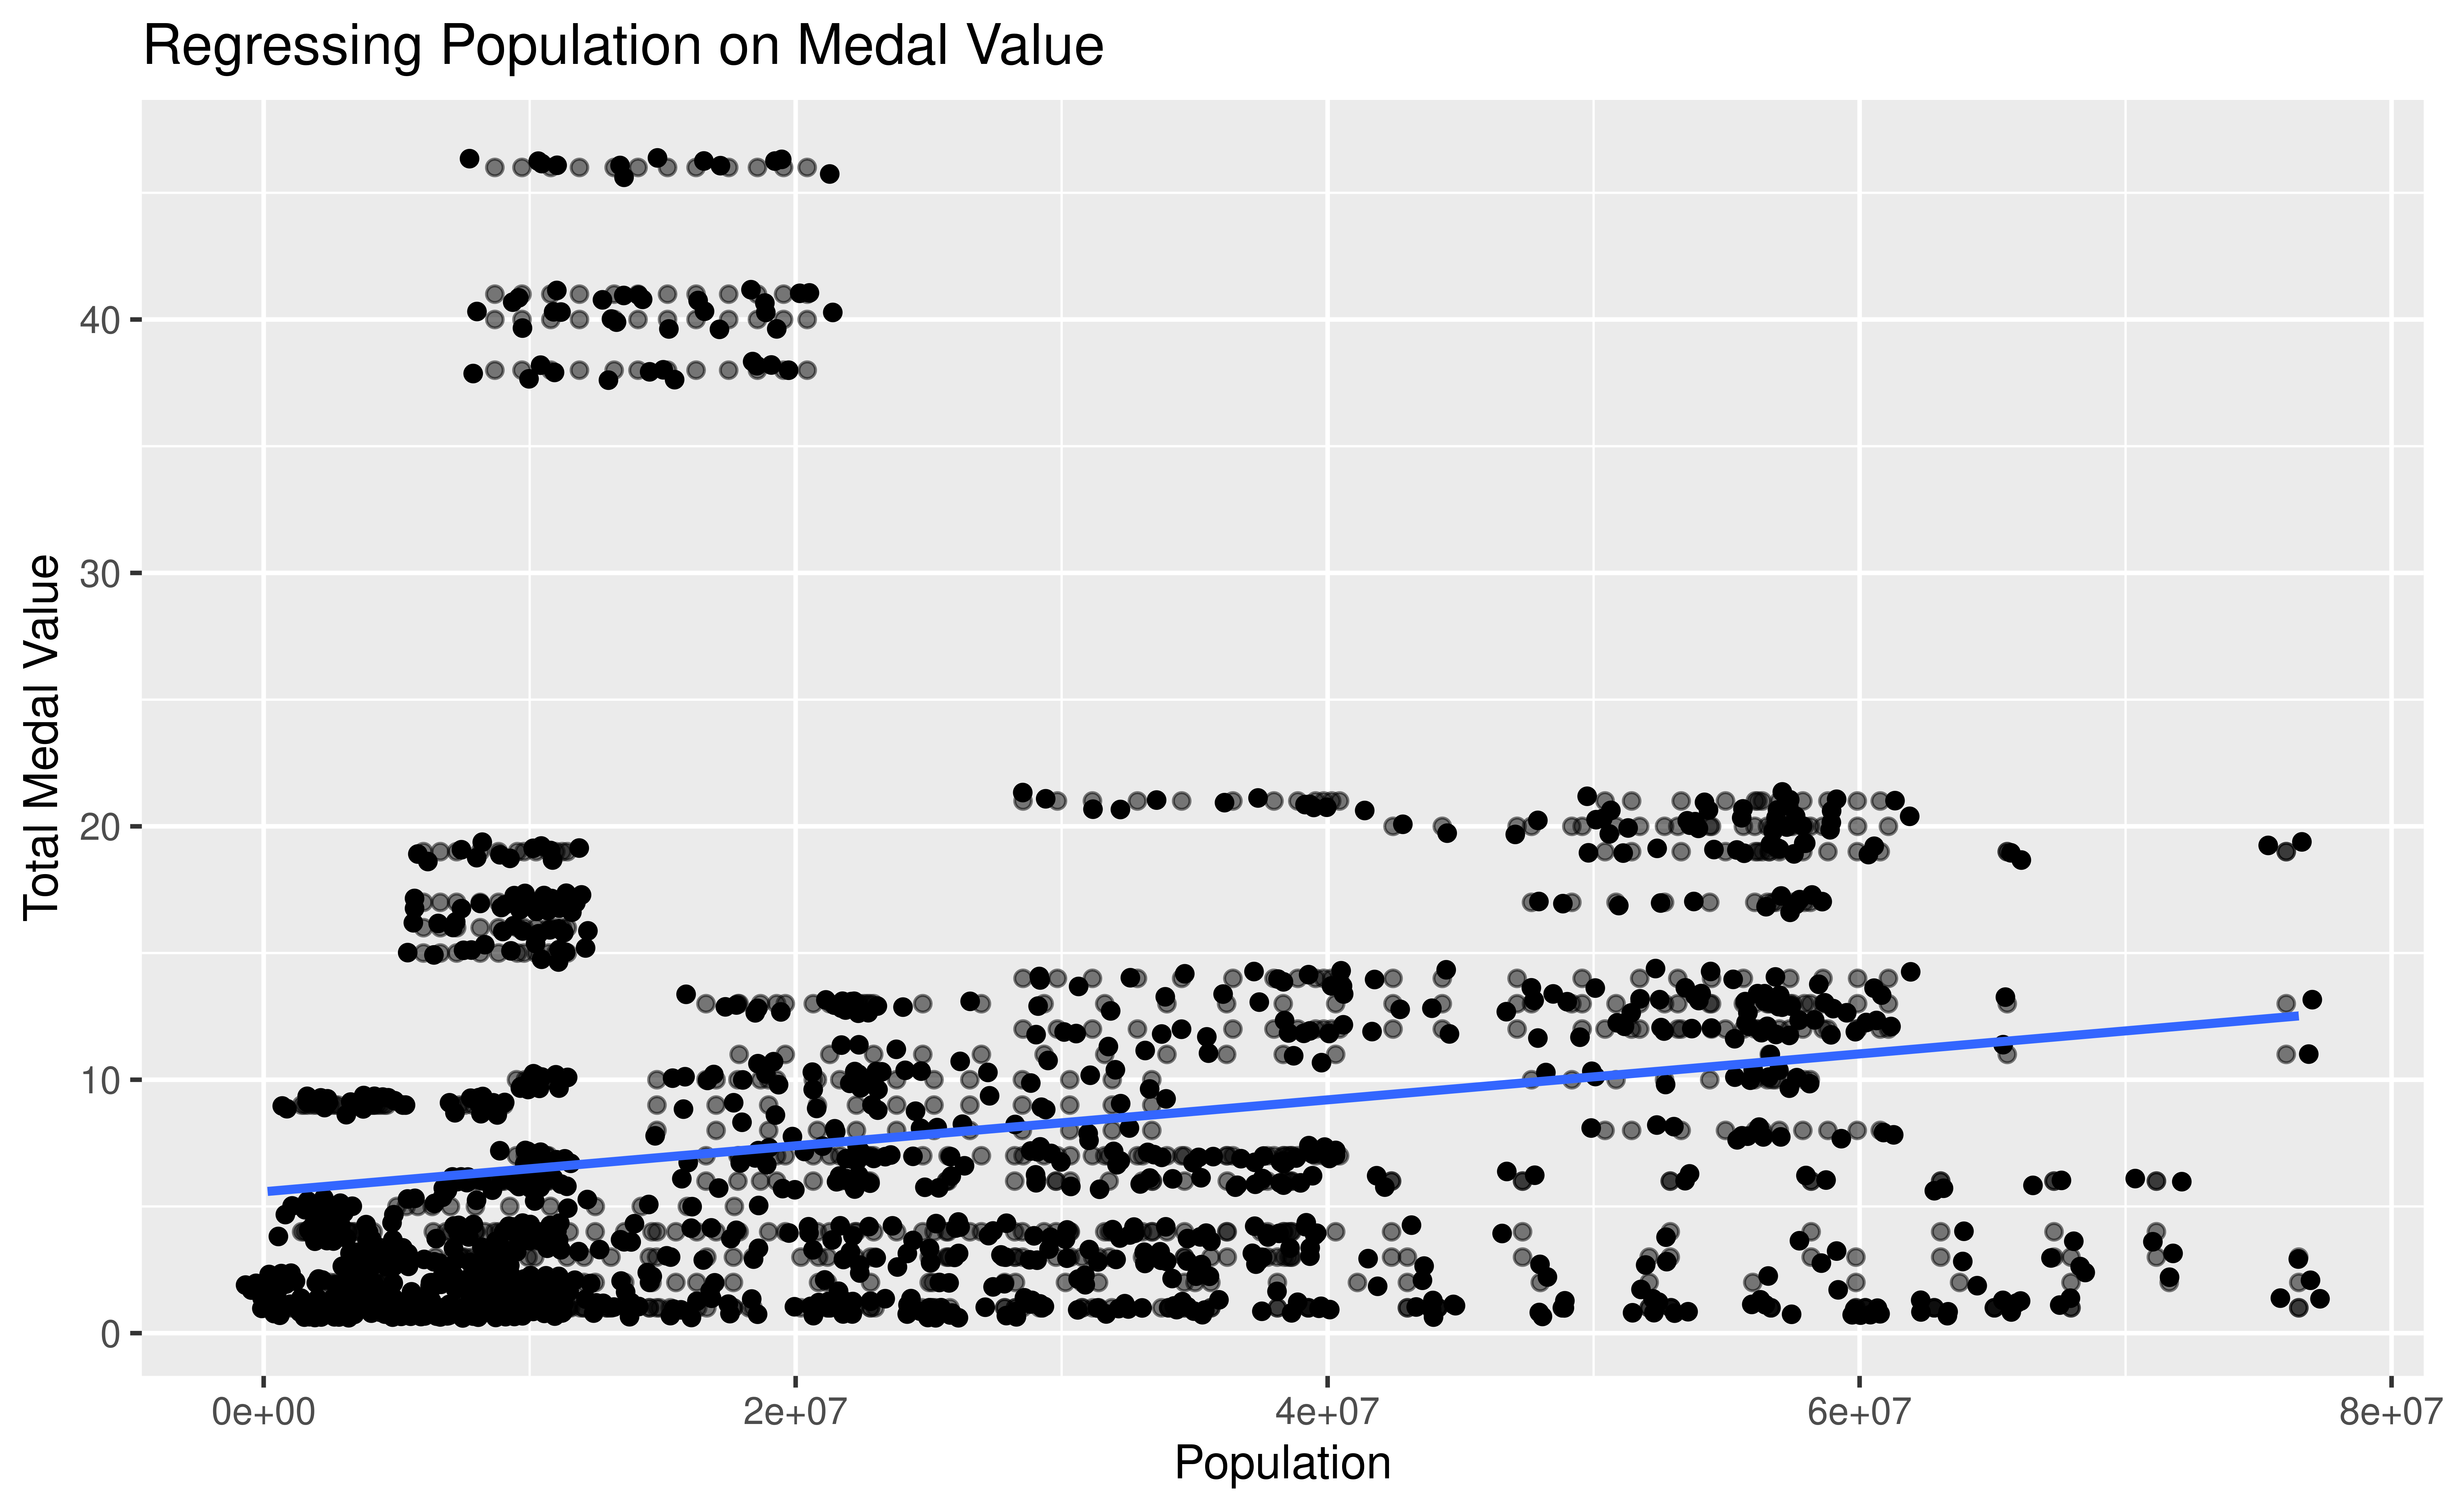 Regressing Population on Medal Value
Total Medal Value
40
30
20
10
0
0e+00 2e+07 4e+07 6e+07 8e+07
Population